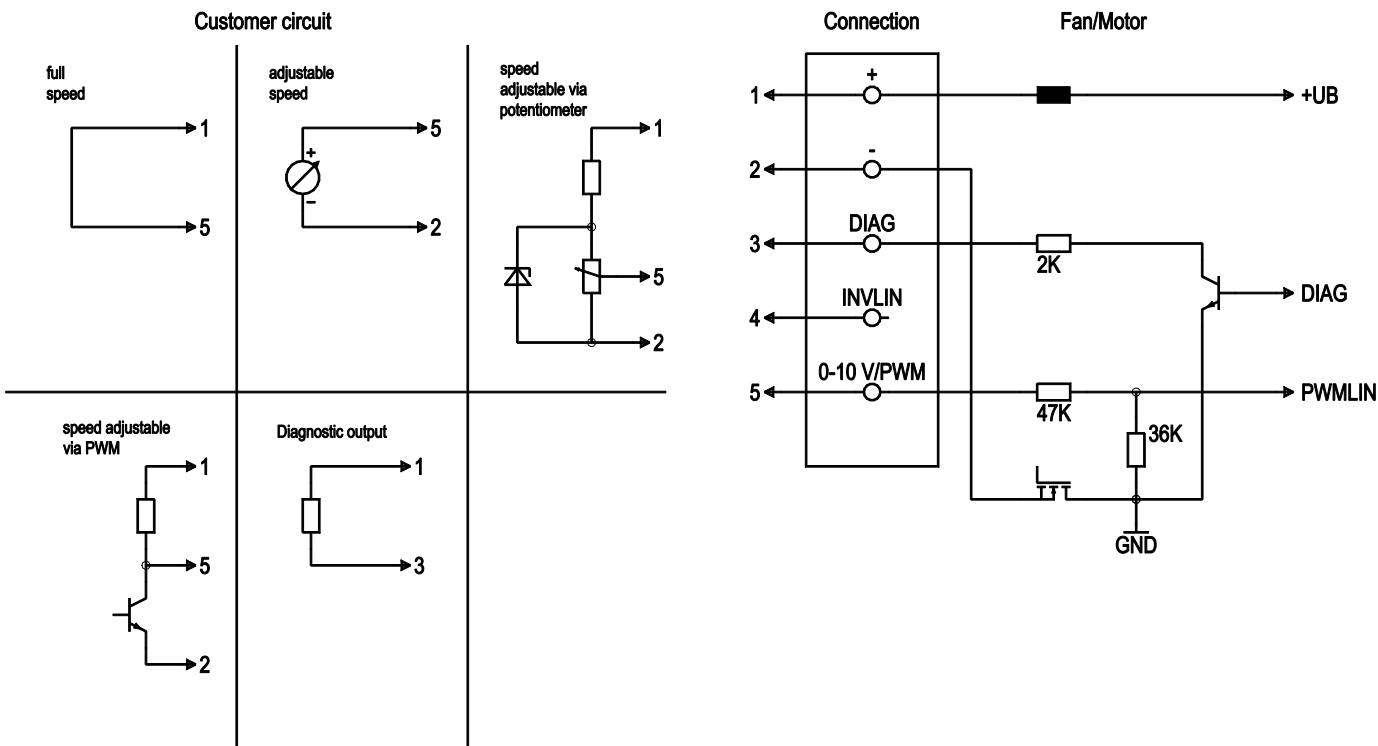 Customer circuit
full
speed
1
5
adjustable
speed
5
+
−
2
speed
adjustable via
potentiometer
1
5
2
speed adjustable
via PWM
1
5
2
Diagnostic output
1
3
Connection
Fan/Motor
1
+
+UB
2
-
3
DIAG
2K
DIAG
4
INVLIN
5
0-10 V/PWM
47K
PWMLIN
36K
GND